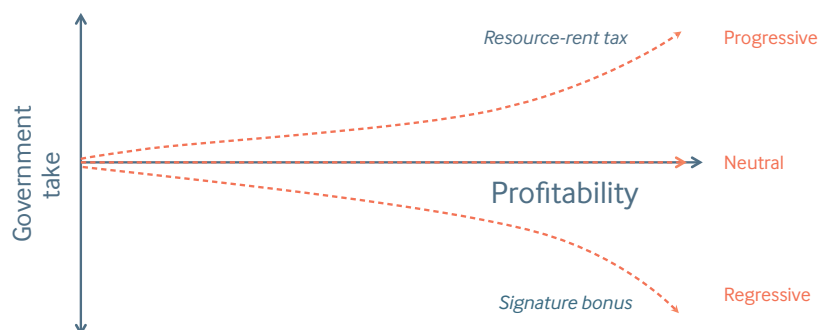 Resource-rent tax
Progressive
Government
take
Neutral
Profitability
Signature bonus
Regressive